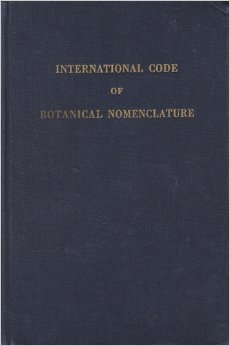 INTERNATIONAL CODE
OF
BOTANICAL NOMENCLATURE